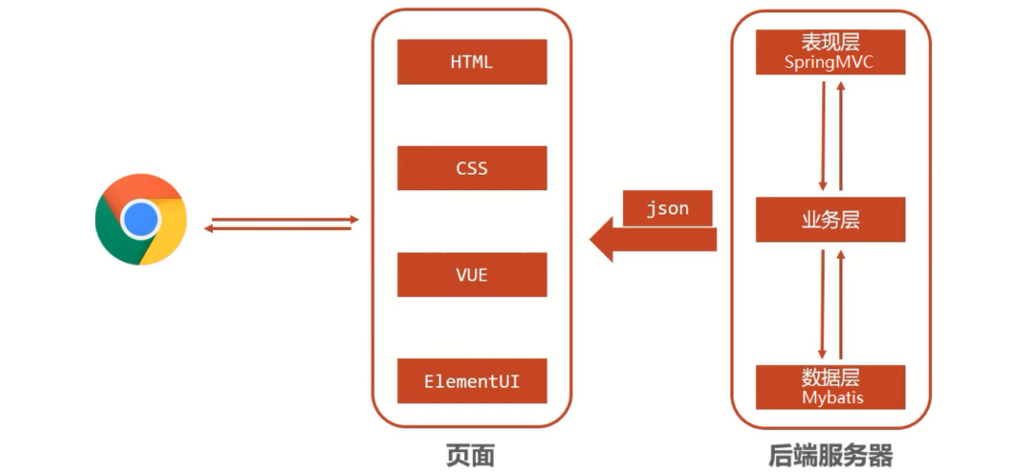 HTML
CSS
VUE
ElementUI
页面
json
表现层
SpringMVC
业务层
数据层
Mybatis
后端服务器